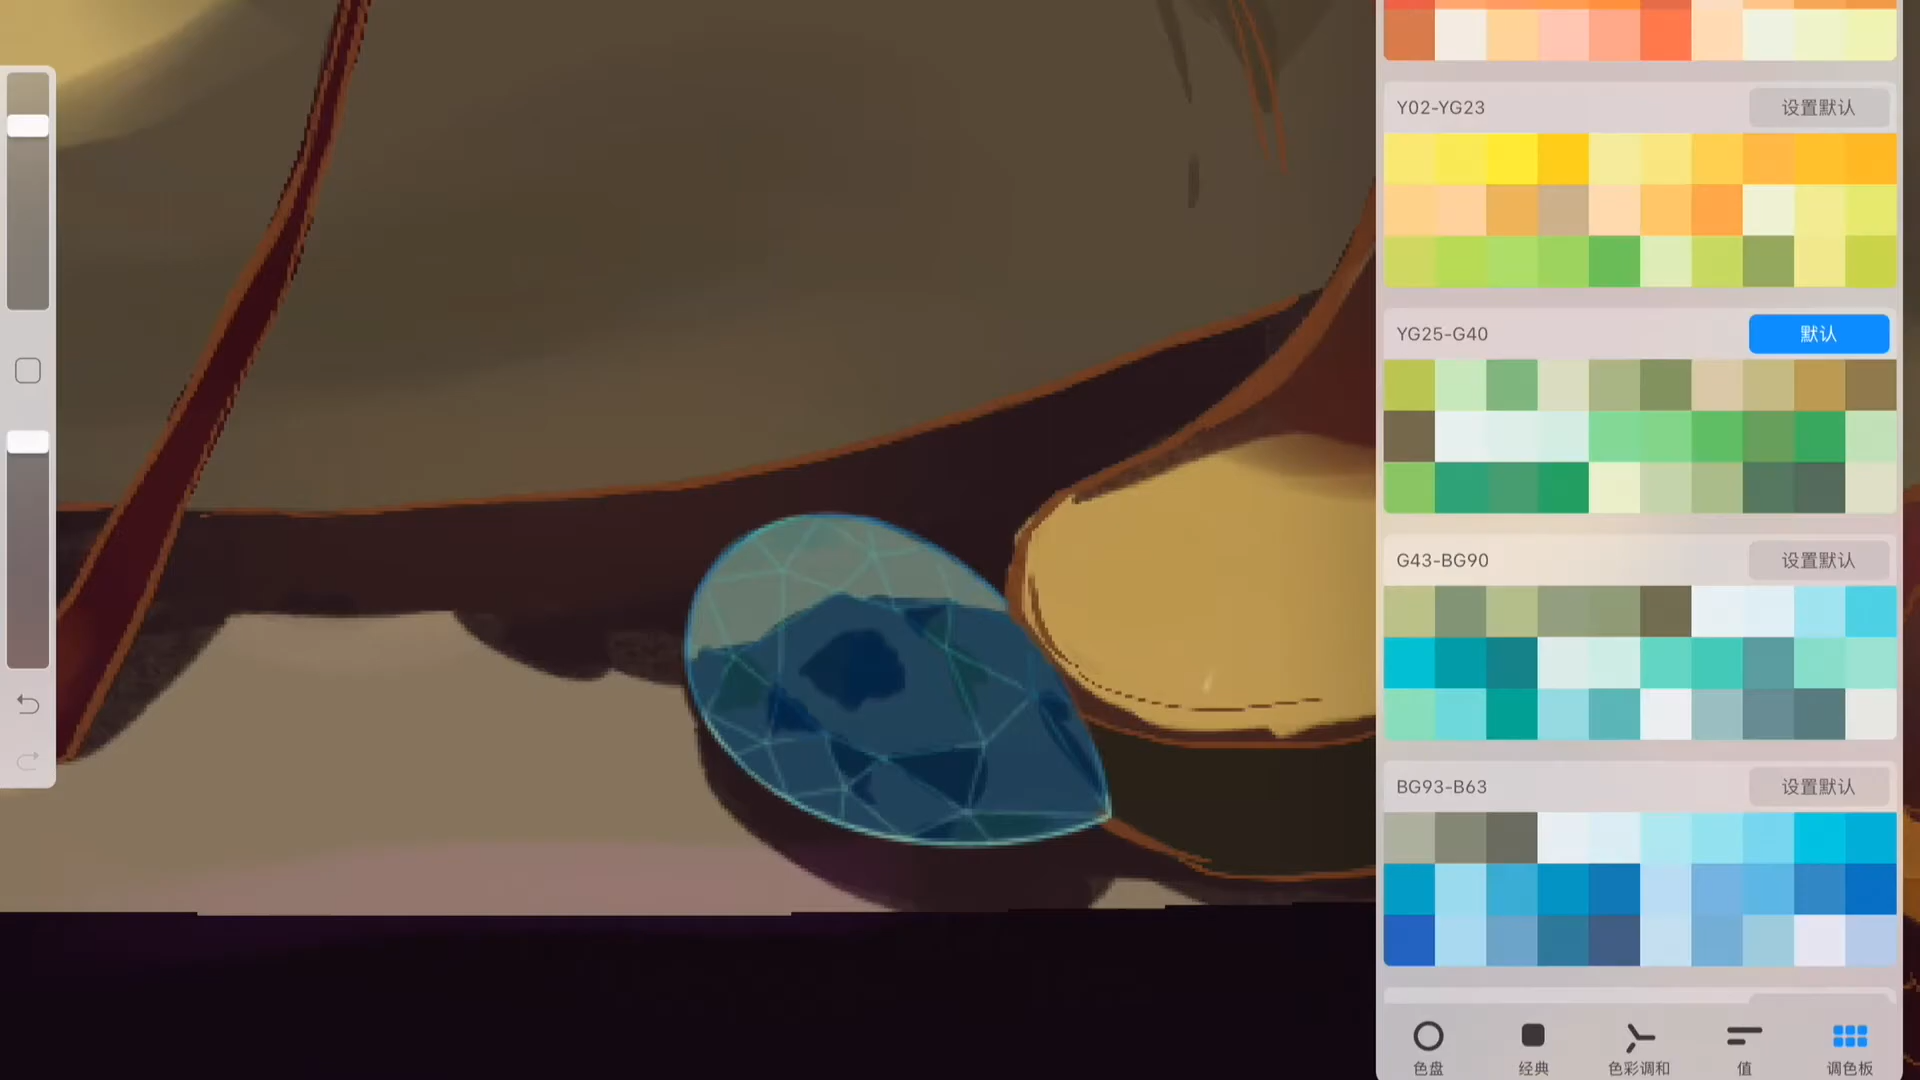 Y02-YG23
设置默认
YG25-G40
默认
G43-BG90
设置默认
BG93-B63
设置默认
色盘
经典
色彩调和
值
调色板